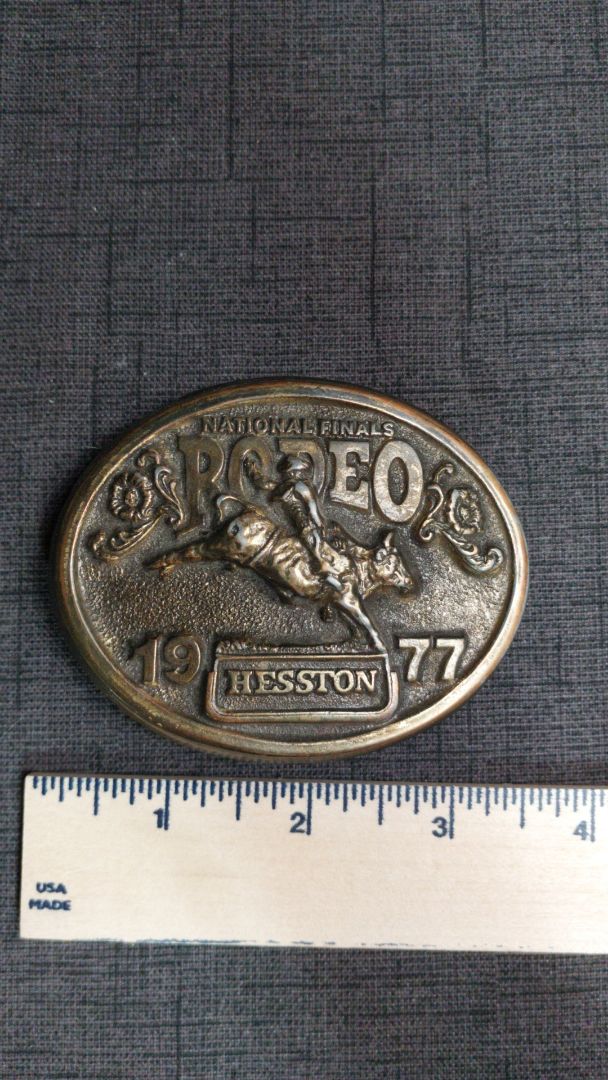 NATIONAL FINALS
RODEO
19 77
HESSTON
1 2 3 4
USA
MADE